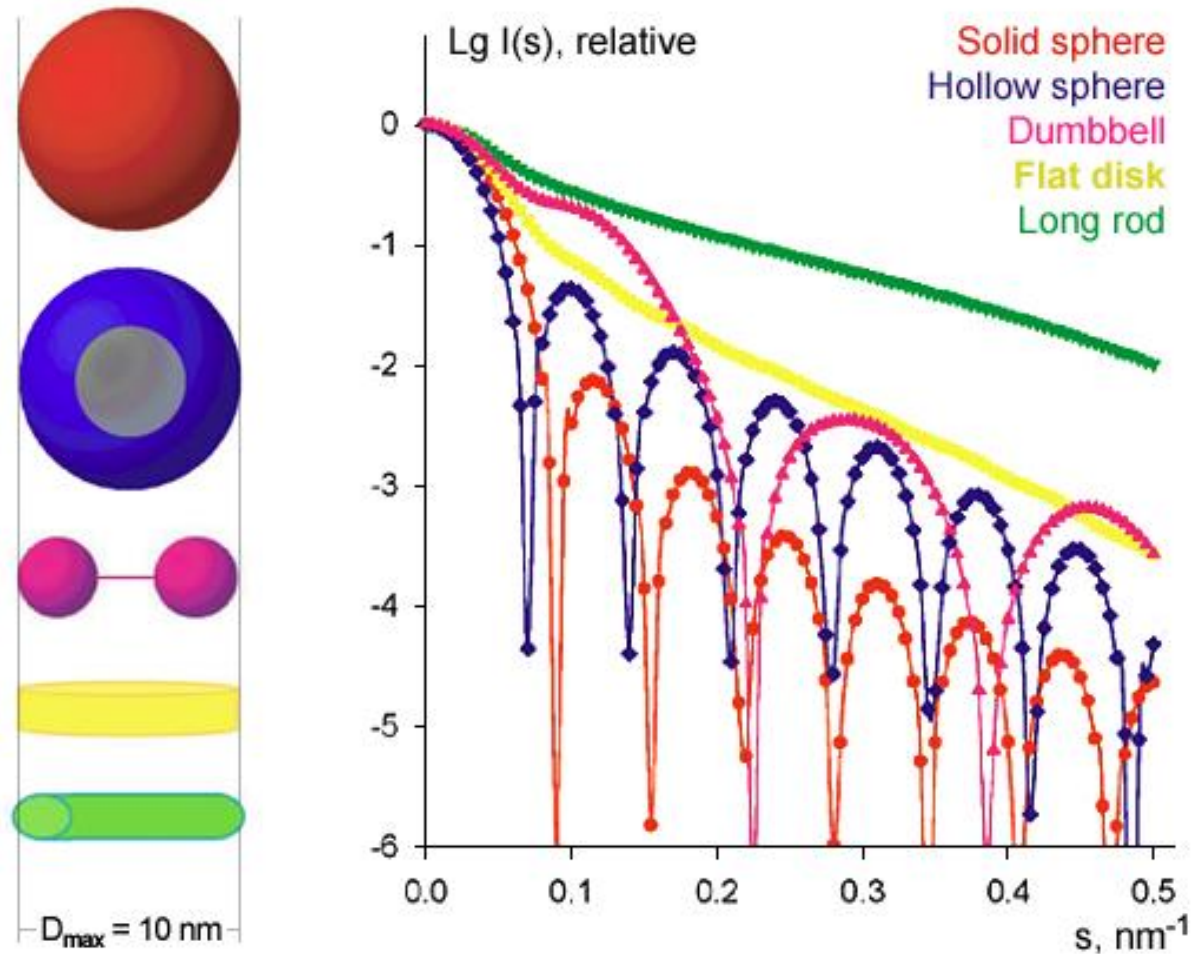 Lg I(s), relative
Solid sphere
Hollow sphere
Dumbbell
Flat disk
Long rod
0
-1
-2
-3
-4
-5
-6
0.0 0.1 0.2 0.3 0.4 0.5
s, nm⁻¹
Dmax = 10 nm